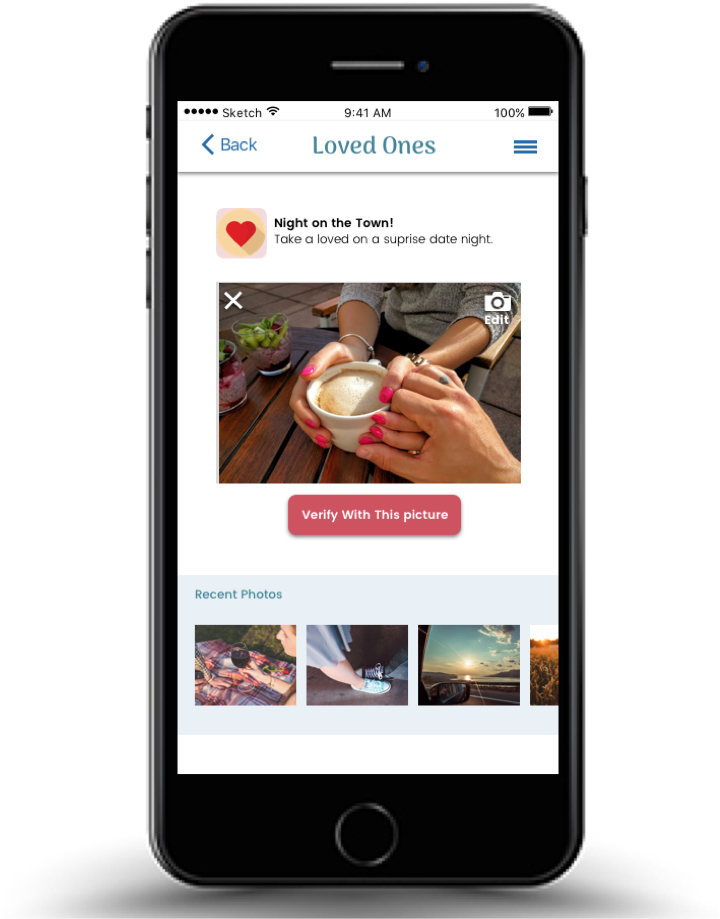 Sketch 9:41 AM 100%
Back Loved Ones
Night on the Town!
Take a loved on a suprise date night.
Edit
Verify With This picture
Recent Photos